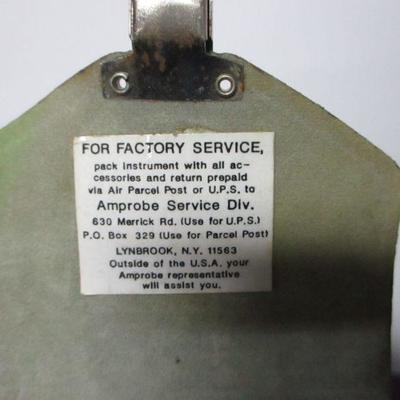 FOR FACTORY SERVICE,
pack instrument with all ac-
cessories and return prepaid
via Air Parcel Post or U.P.S. to
Amprobe Service Div.
630 Merrick Rd. (Use for U.P.S.)
P.O. Box 329 (Use for Parcel Post)
LYNBROOK, N.Y. 11563
Outside of the U.S.A. your
Amprobe representative
will assist you.